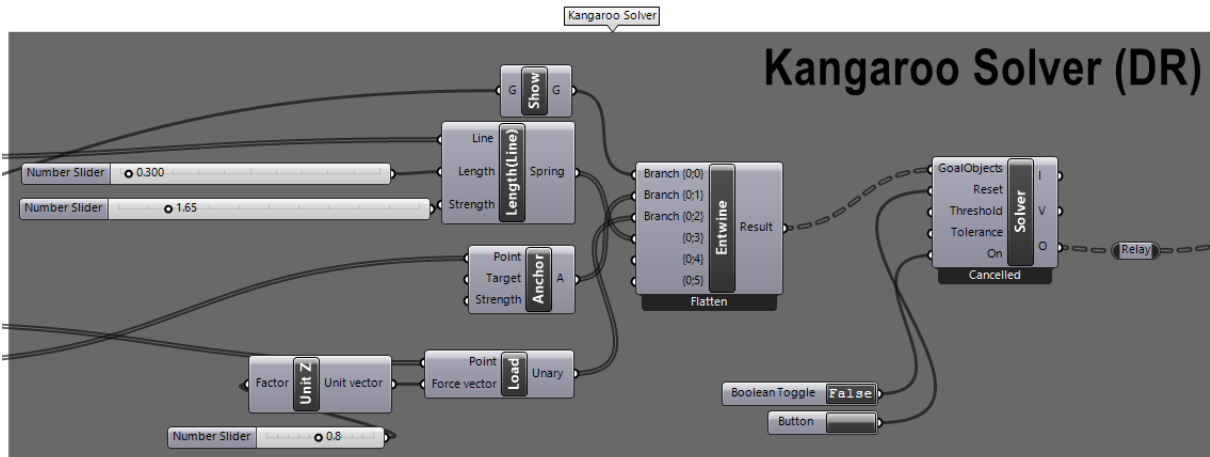 Kangaroo Solver
Kangaroo Solver (DR)
G Show G
Line
Length
Strength
Length(Line)
Spring
Number Slider 0.300
Number Slider 1.65
Point
Target
Strength
Anchor
A
Branch {0;0}
Branch {0;1}
Branch {0;2}
{0;3}
{0;4}
{0;5}
Entwine
Result
Flatten
GoalObjects
Reset
Threshold
Tolerance
On
Solver
I
V
O
Cancelled
Relay
Factor
Unit Z
Unit vector
Point
Force vector
Load
Unary
Number Slider 0.8
Boolean Toggle False
Button